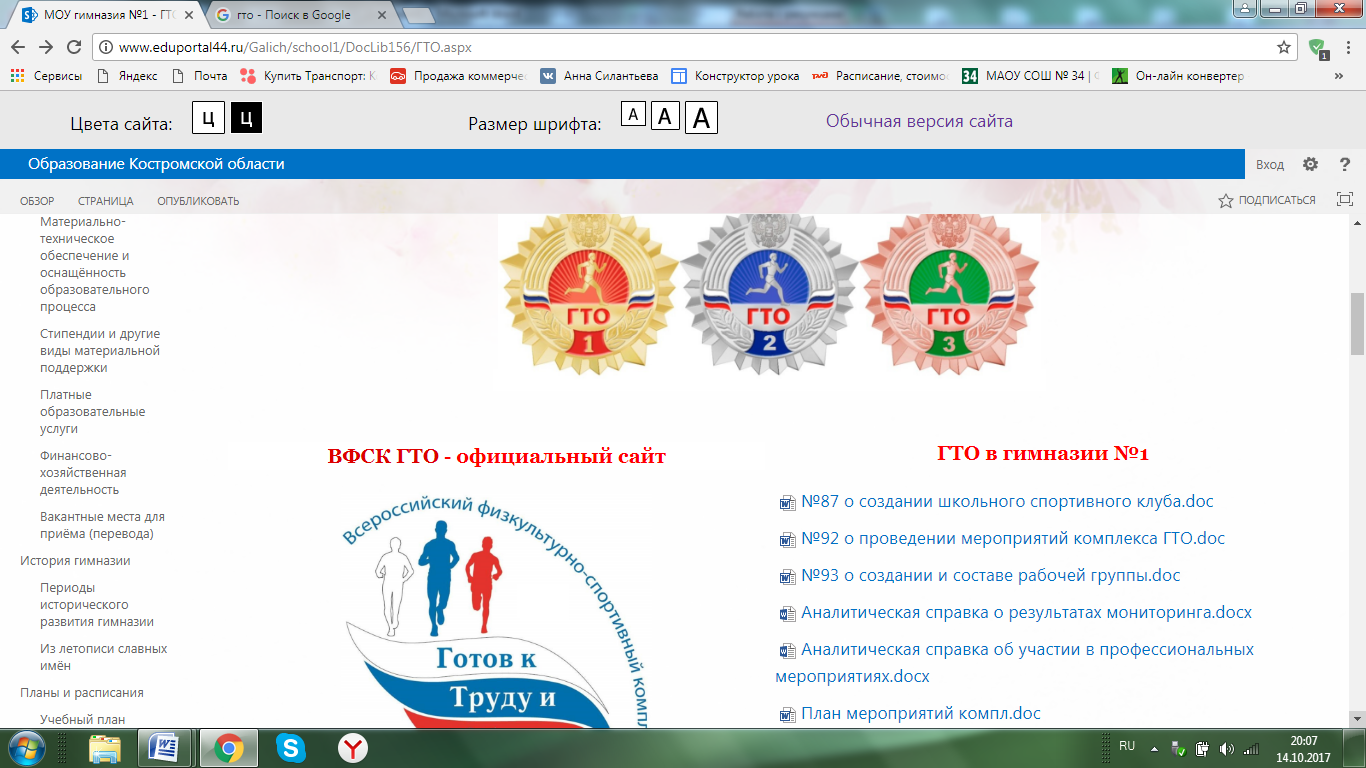 МОУ гимназия №1 - ГТО
гто - Поиск в Google
www.eduportal44.ru/Galich/school1/DocLib156/ГТО.aspx
1
Сервисы Яндекс Почта Купить Транспорт: К Продажа коммерчес Анна Силантьева Конструктор урока Расписание, стоимос 34 МАОУ СОШ № 34 | Он-лайн конвертер »
Цвета сайта: Ц Ц Размер шрифта: А А А Обычная версия сайта
Образование Костромской области
Вход ?
ОБЗОР СТРАНИЦА ОПУБЛИКОВАТЬ
ПОДПИСАТЬСЯ
Материально-
техническое
обеспечение и
оснащённость
образовательного
процесса
Стипендии и другие
виды материальной
поддержки
Платные
образовательные
услуги
Финансово-
хозяйственная
деятельность
Вакантные места для
приёма (перевода)
История гимназии
Периоды
исторического
развития гимназии
Из летописи славных
имён
Планы и расписания
Учебный план
ГТО ГТО ГТО
1 2 3
ВФСК ГТО - официальный сайт
Всероссийский физкультурно-спортивный компл
Готов к
Труду и
ГТО в гимназии №1
№87 о создании школьного спортивного клуба.doc
№92 о проведении мероприятий комплекса ГТО.doc
№93 о создании и составе рабочей группы.doc
Аналитическая справка о результатах мониторинга.docx
Аналитическая справка об участии в профессиональных
мероприятиях.docx
План мероприятий компл.doc
RU
20:07
14.10.2017